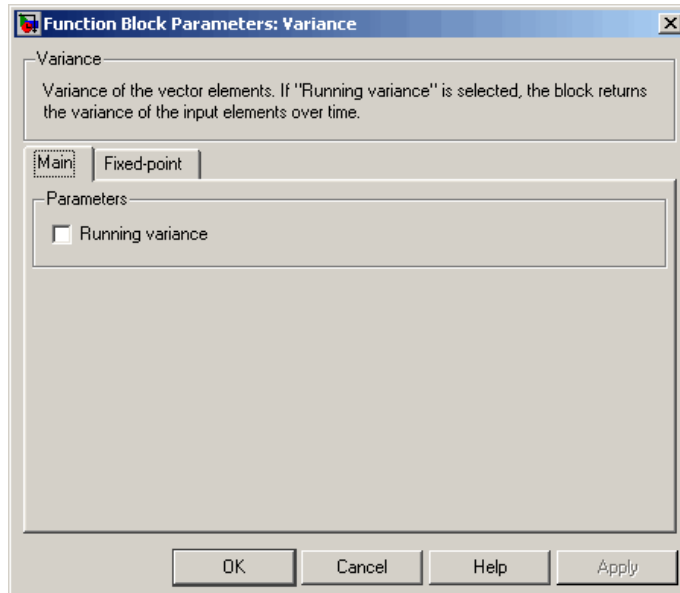 Function Block Parameters: Variance
Variance
Variance of the vector elements. If "Running variance" is selected, the block returns
the variance of the input elements over time.
Main
Fixed-point
Parameters
Running variance
OK
Cancel
Help
Apply